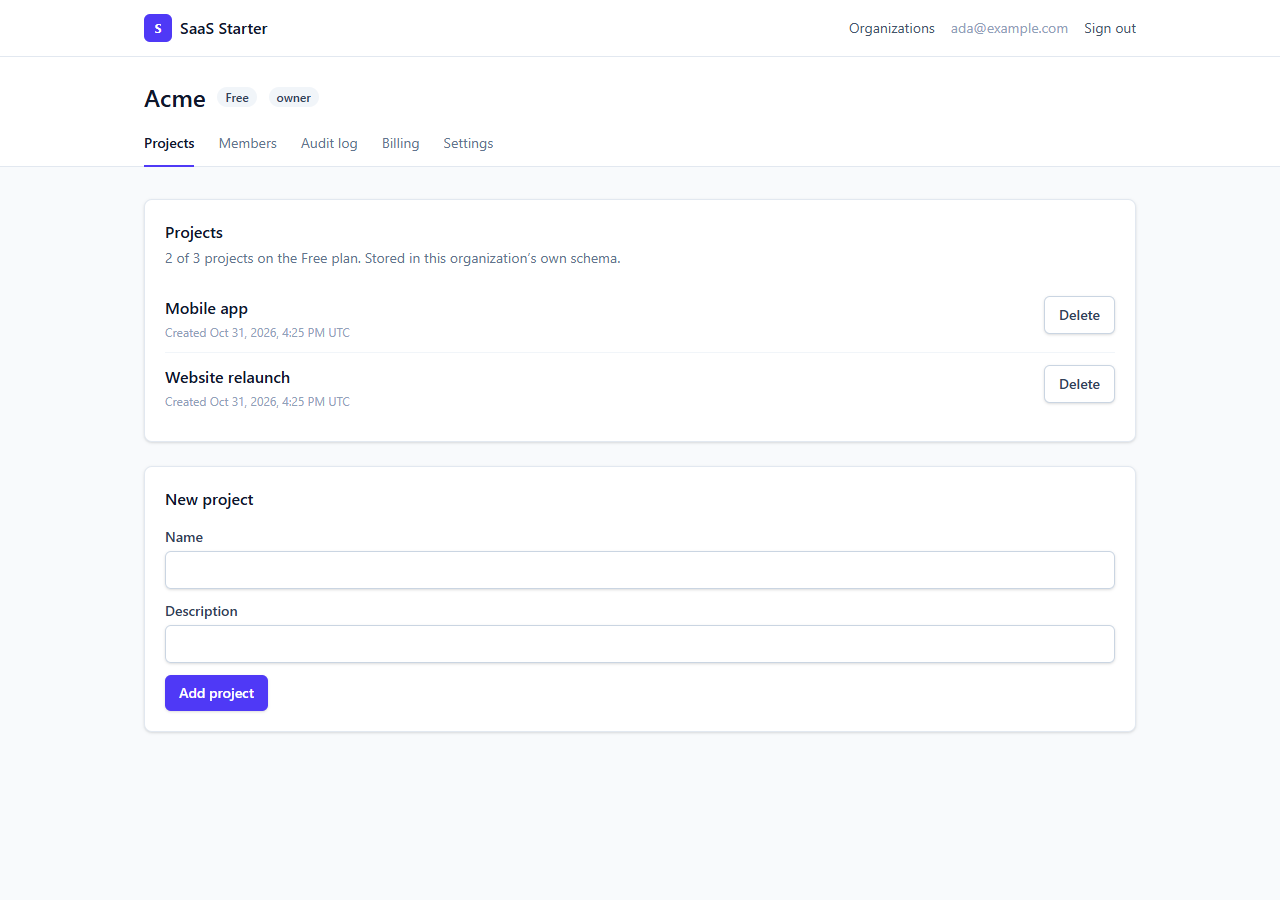 S SaaS Starter Organizations ada@example.com Sign out
Acme Free owner
Projects Members Audit log Billing Settings
Projects
2 of 3 projects on the Free plan. Stored in this organization’s own schema.
Mobile app
Created Oct 31, 2026, 4:25 PM UTC
Delete
Website relaunch
Created Oct 31, 2026, 4:25 PM UTC
Delete
New project
Name
Description
Add project